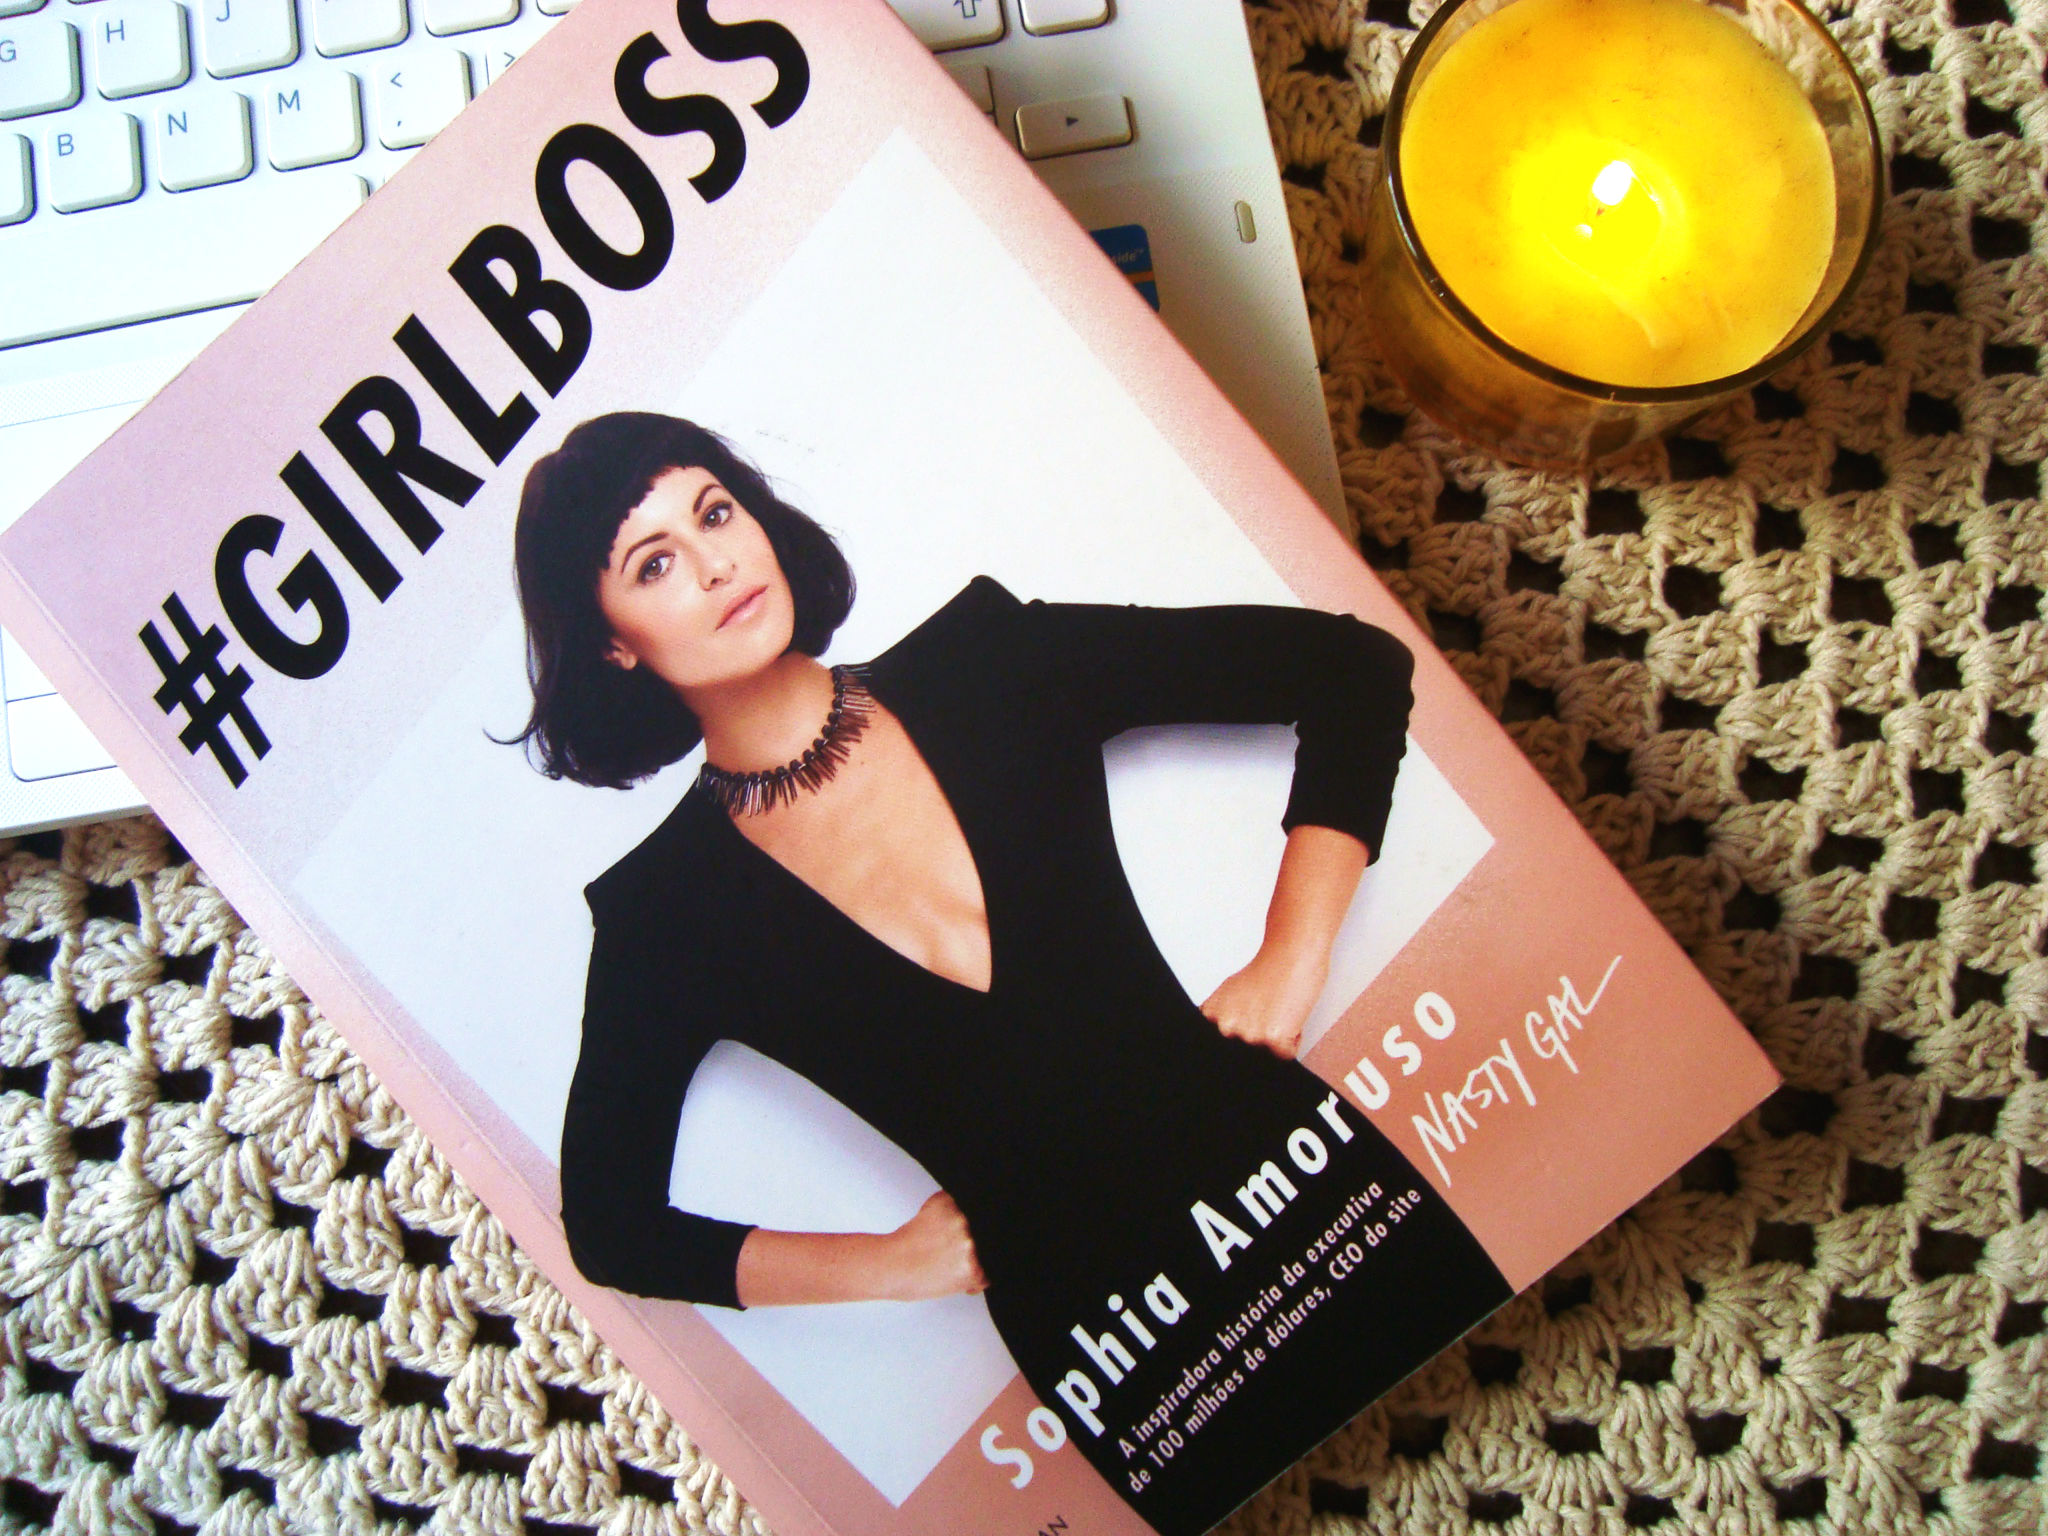 #GIRLBOSS
Sophia Amoruso
A inspiradora história da executiva
de 100 milhões de dólares, CEO do site
NASTY GAL
G H J
B N M < ,
>